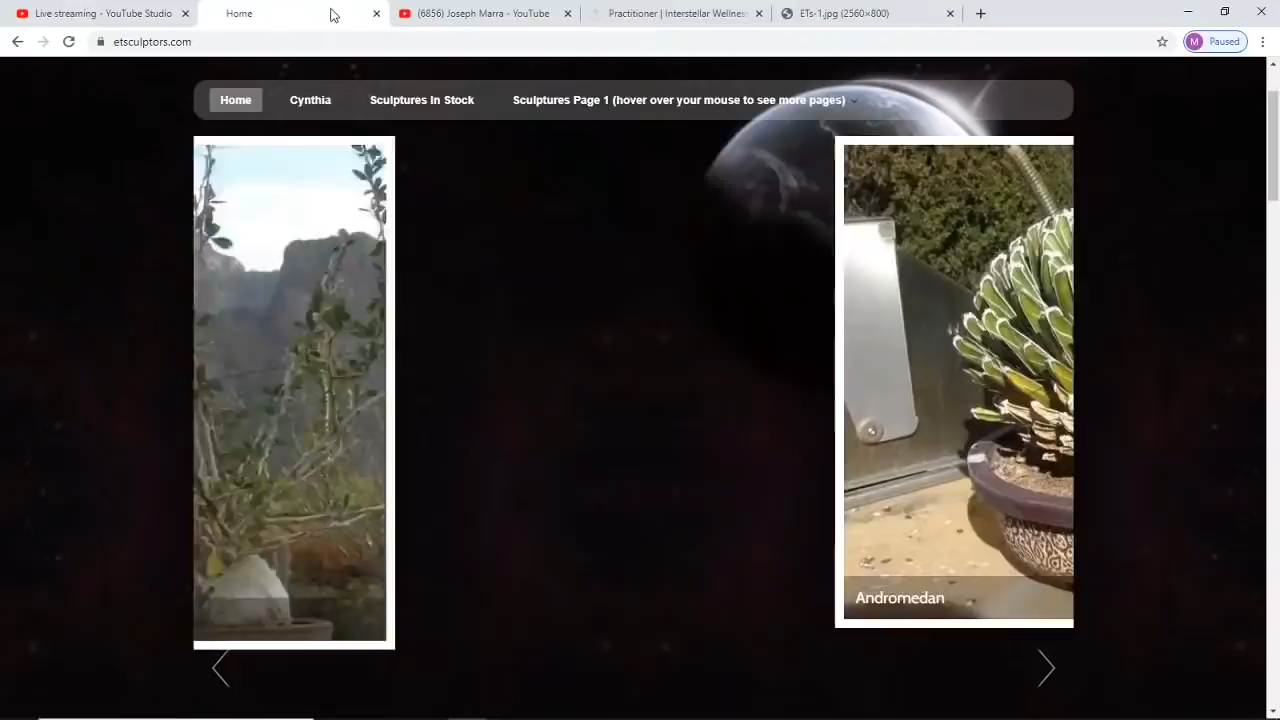 Live streaming - YouTube Studio
Home
(6856) Joseph Marra - YouTube
Practitioner | Interstellar Wellnes
ETs-1.jpg (2560×800)
etsculptors.com
M Paused
Home
Cynthia
Sculptures In Stock
Sculptures Page 1 (hover over your mouse to see more pages)
Andromedan